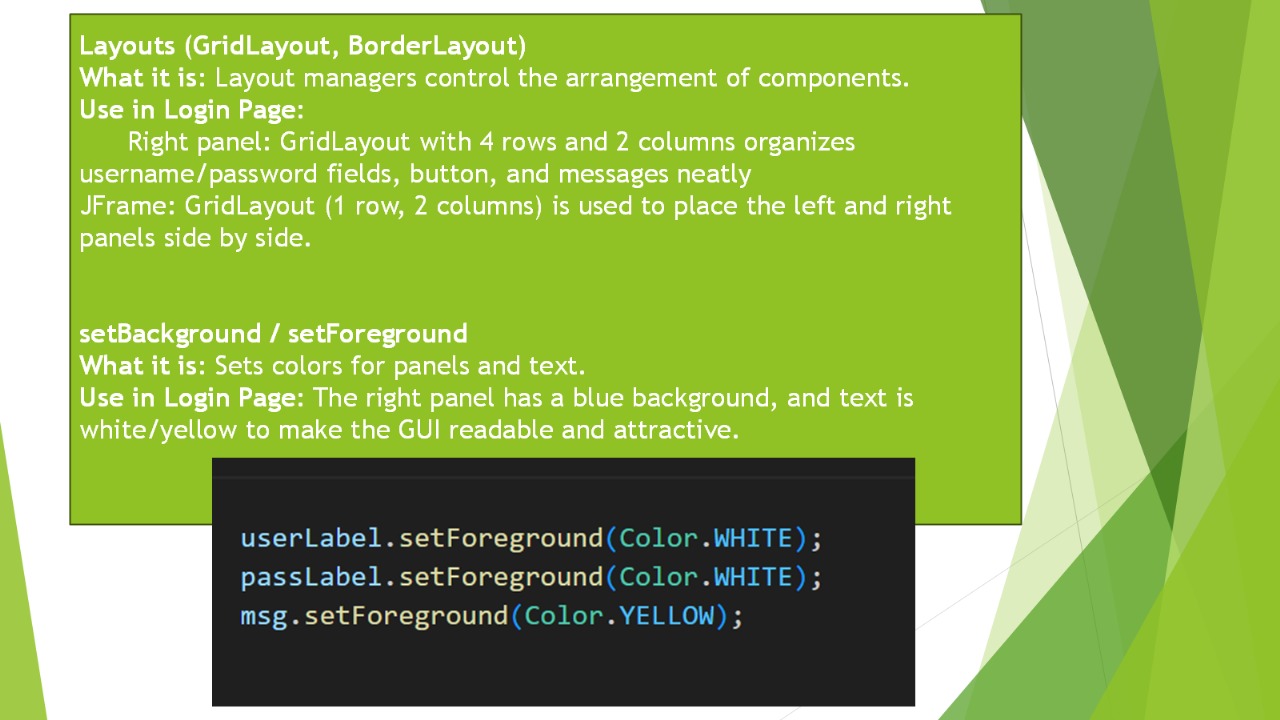 Layouts (GridLayout, BorderLayout)
What it is: Layout managers control the arrangement of components.
Use in Login Page:
Right panel: GridLayout with 4 rows and 2 columns organizes
username/password fields, button, and messages neatly
JFrame: GridLayout (1 row, 2 columns) is used to place the left and right
panels side by side.
setBackground / setForeground
What it is: Sets colors for panels and text.
Use in Login Page: The right panel has a blue background, and text is
white/yellow to make the GUI readable and attractive.
userLabel.setForeground(Color.WHITE);
passLabel.setForeground(Color.WHITE);
msg.setForeground(Color.YELLOW);